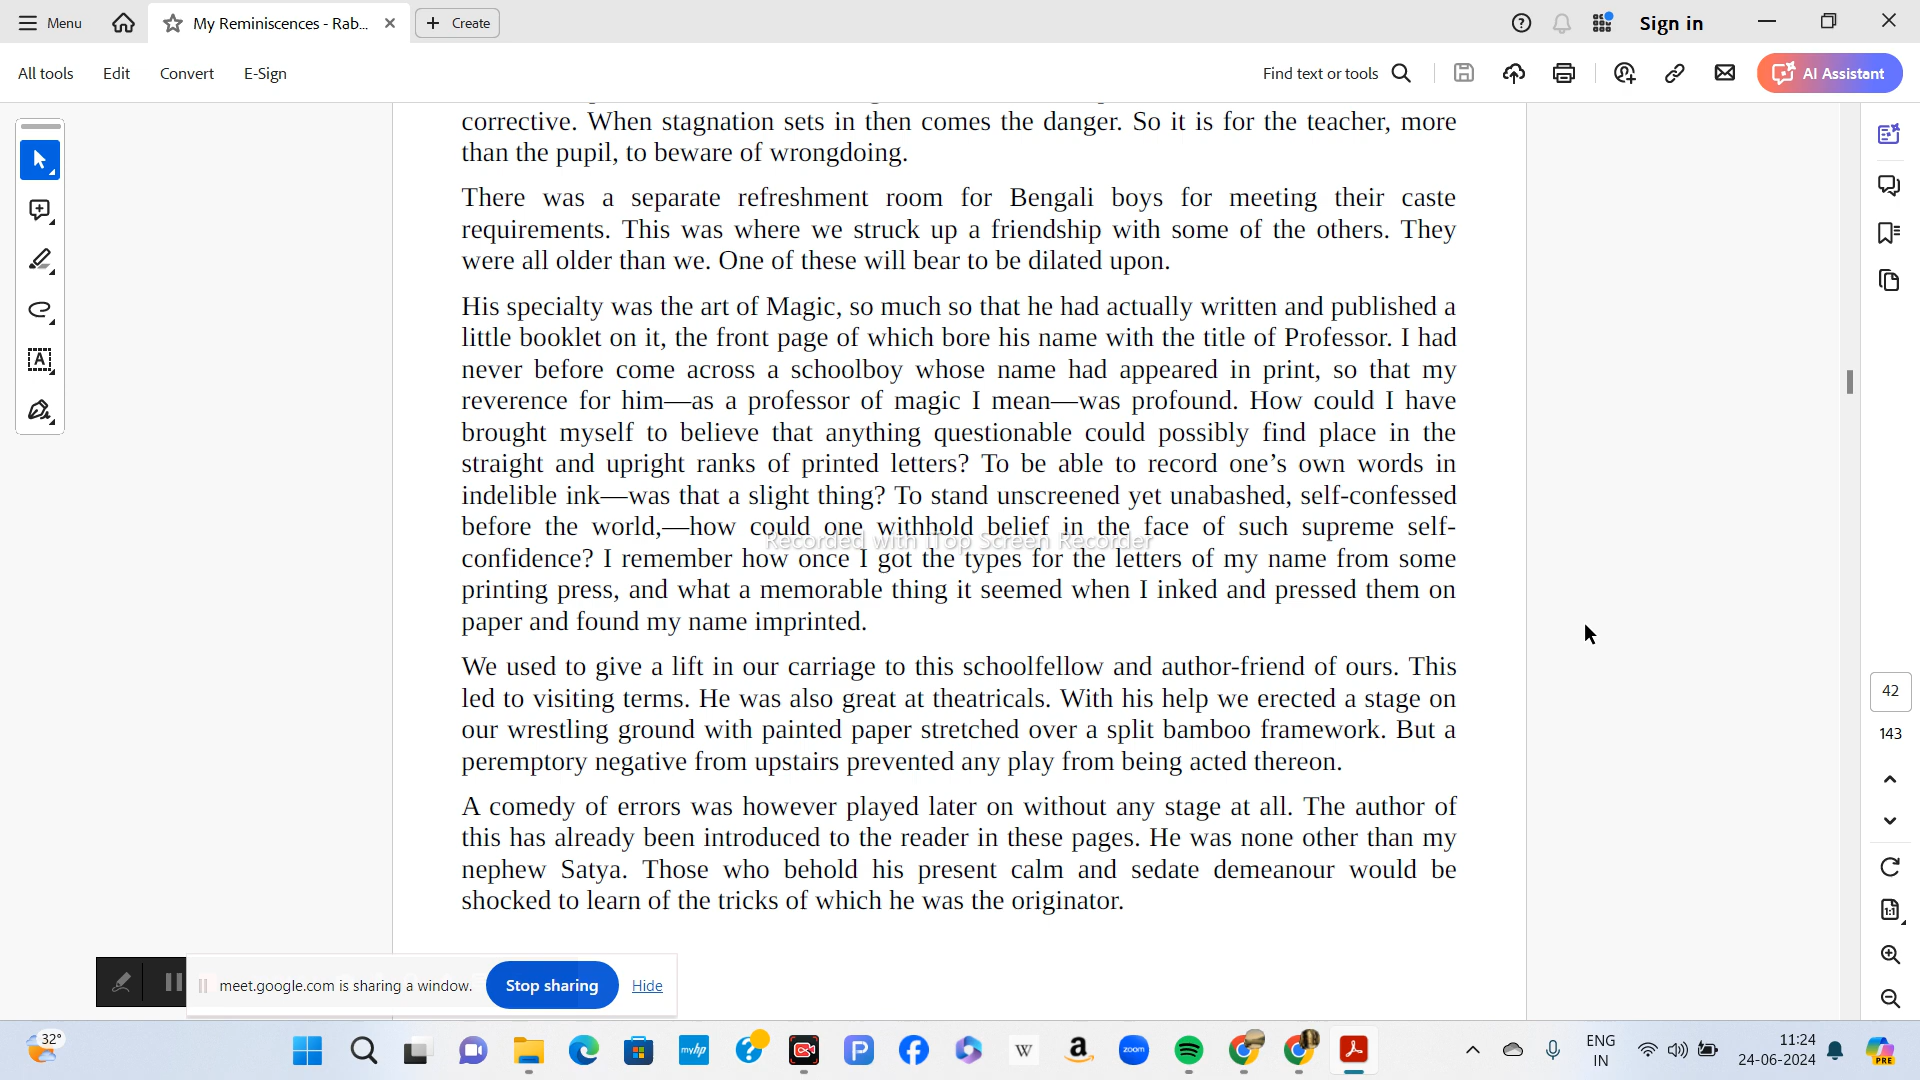 Menu
My Reminiscences - Rab...
Create
Sign in
All tools
Edit
Convert
E-Sign
Find text or tools
AI Assistant
corrective. When stagnation sets in then comes the danger. So it is for the teacher, more
than the pupil, to beware of wrongdoing.
There was a separate refreshment room for Bengali boys for meeting their caste
requirements. This was where we struck up a friendship with some of the others. They
were all older than we. One of these will bear to be dilated upon.
His specialty was the art of Magic, so much so that he had actually written and published a
little booklet on it, the front page of which bore his name with the title of Professor. I had
never before come across a schoolboy whose name had appeared in print, so that my
reverence for him—as a professor of magic I mean—was profound. How could I have
brought myself to believe that anything questionable could possibly find place in the
straight and upright ranks of printed letters? To be able to record one’s own words in
indelible ink—was that a slight thing? To stand unscreened yet unabashed, self-confessed
before the world,—how could one withhold belief in the face of such supreme self-
Recorded with iTop Screen Recorder
confidence? I remember how once I got the types for the letters of my name from some
printing press, and what a memorable thing it seemed when I inked and pressed them on
paper and found my name imprinted.
We used to give a lift in our carriage to this schoolfellow and author-friend of ours. This
led to visiting terms. He was also great at theatricals. With his help we erected a stage on
our wrestling ground with painted paper stretched over a split bamboo framework. But a
peremptory negative from upstairs prevented any play from being acted thereon.
A comedy of errors was however played later on without any stage at all. The author of
this has already been introduced to the reader in these pages. He was none other than my
nephew Satya. Those who behold his present calm and sedate demeanour would be
shocked to learn of the tricks of which he was the originator.
42
143
1:1
meet.google.com is sharing a window.
Stop sharing
Hide
32°
myhp
P
W
a
zoom
ENG
IN
11:24
24-06-2024
PRE